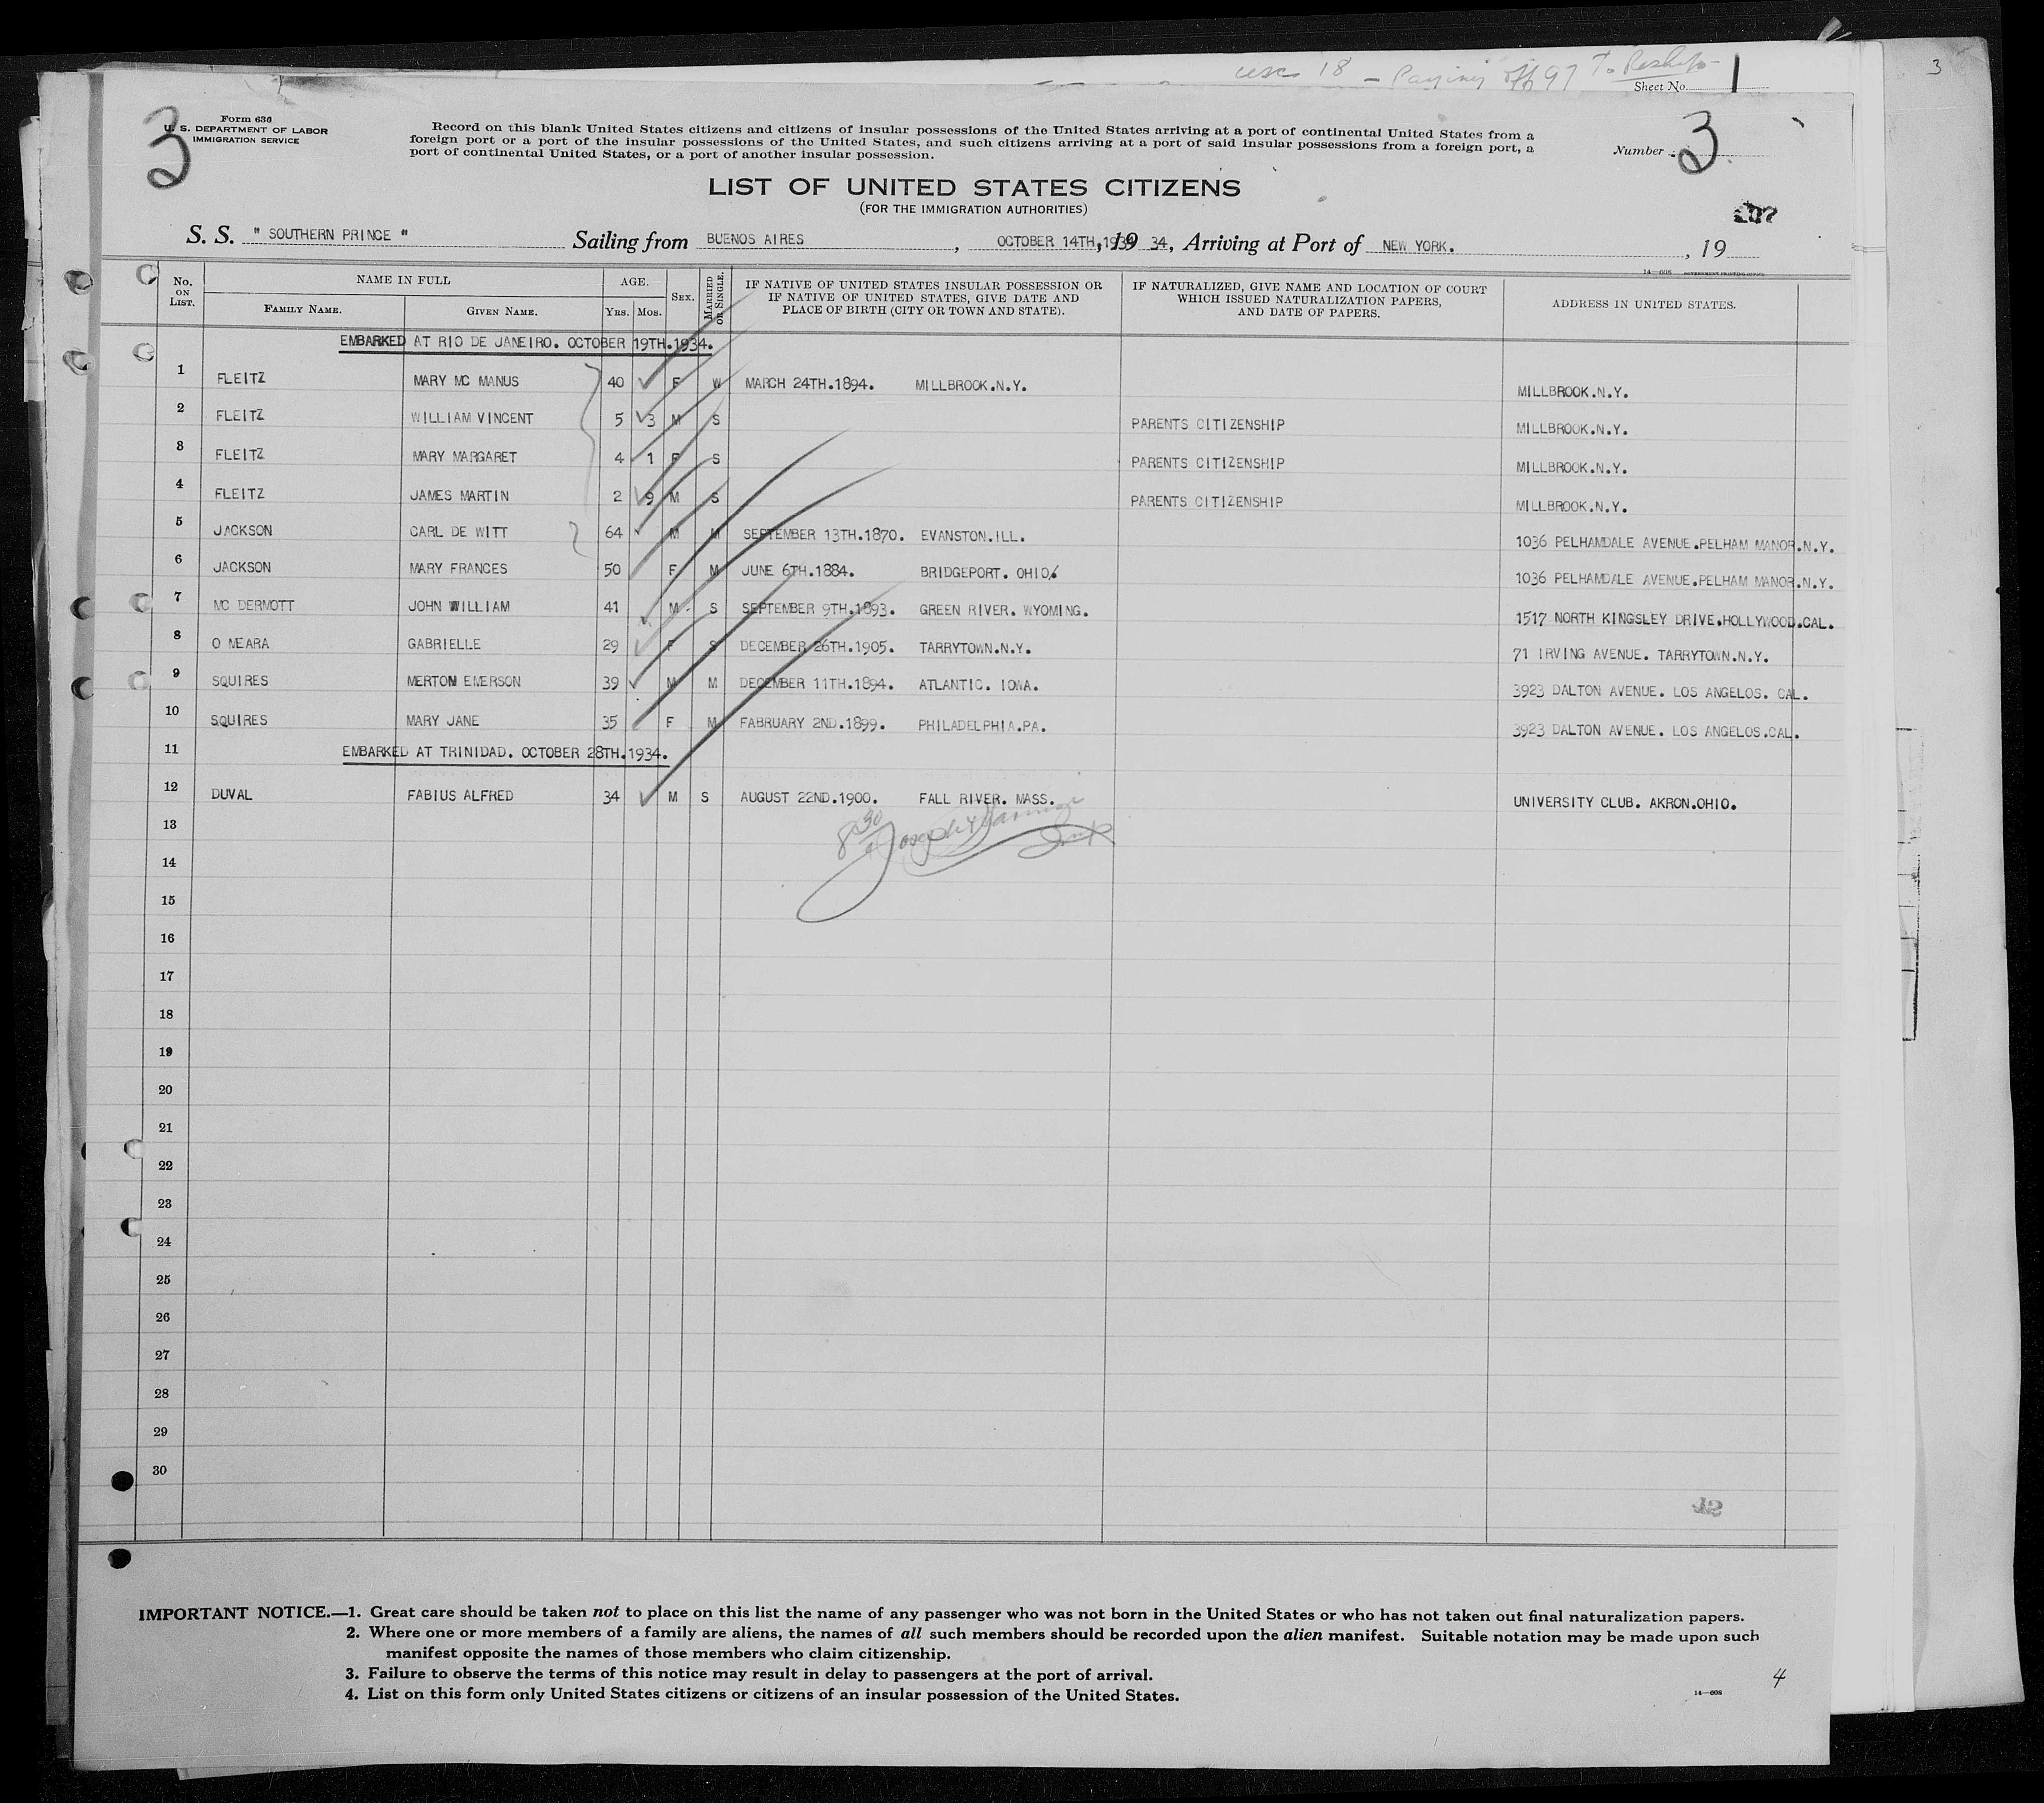 usc 18 - Paying off 97 To Reship
3
Sheet No. 1
Form 636
U. S. DEPARTMENT OF LABOR
IMMIGRATION SERVICE
3
Record on this blank United States citizens and citizens of insular possessions of the United States arriving at a port of continental United States from a
foreign port or a port of the insular possessions of the United States, and such citizens arriving at a port of said insular possessions from a foreign port, a
port of continental United States, or a port of another insular possession.
Number 3
LIST OF UNITED STATES CITIZENS
(FOR THE IMMIGRATION AUTHORITIES)
S. S. " SOUTHERN PRINCE " Sailing from BUENOS AIRES , OCTOBER 14TH, 19 34, Arriving at Port of NEW YORK. , 19
14—608 GOVERNMENT PRINTING OFFICE
No. ON LIST. NAME IN FULL AGE. SEX. MARRIED OR SINGLE. IF NATIVE OF UNITED STATES INSULAR POSSESSION OR IF NATIVE OF UNITED STATES, GIVE DATE AND PLACE OF BIRTH (CITY OR TOWN AND STATE). IF NATURALIZED, GIVE NAME AND LOCATION OF COURT WHICH ISSUED NATURALIZATION PAPERS, AND DATE OF PAPERS. ADDRESS IN UNITED STATES.
FAMILY NAME. GIVEN NAME. YRS. MOS.
EMBARKED AT RIO DE JANEIRO. OCTOBER 19TH.1934.
1 FLEITZ MARY MC MANUS 40 F W MARCH 24TH.1894. MILLBROOK.N.Y. MILLBROOK.N.Y.
2 FLEITZ WILLIAM VINCENT 5 3 M S PARENTS CITIZENSHIP MILLBROOK.N.Y.
3 FLEITZ MARY MARGARET 4 1 F S PARENTS CITIZENSHIP MILLBROOK.N.Y.
4 FLEITZ JAMES MARTIN 2 9 M S PARENTS CITIZENSHIP MILLBROOK.N.Y.
5 JACKSON CARL DE WITT 64 M M SEPTEMBER 13TH.1870. EVANSTON.ILL. 1036 PELHAMDALE AVENUE.PELHAM MANOR.N.Y.
6 JACKSON MARY FRANCES 50 F M JUNE 6TH.1884. BRIDGEPORT. OHIO. 1036 PELHAMDALE AVENUE.PELHAM MANOR.N.Y.
7 MC DERMOTT JOHN WILLIAM 41 M S SEPTEMBER 9TH.1893. GREEN RIVER. WYOMING. 1517 NORTH KINGSLEY DRIVE.HOLLYWOOD.CAL.
8 O MEARA GABRIELLE 29 F S DECEMBER 26TH.1905. TARRYTOWN.N.Y. 71 IRVING AVENUE. TARRYTOWN.N.Y.
9 SQUIRES MERTON EMERSON 39 M M DECEMBER 11TH.1894. ATLANTIC. IOWA. 3923 DALTON AVENUE. LOS ANGELOS. CAL.
10 SQUIRES MARY JANE 35 F M FABRUARY 2ND.1899. PHILADELPHIA.PA. 3923 DALTON AVENUE. LOS ANGELOS.CAL.
11 EMBARKED AT TRINIDAD. OCTOBER 28TH.1934.
12 DUVAL FABIUS ALFRED 34 M S AUGUST 22ND.1900. FALL RIVER. MASS. UNIVERSITY CLUB. AKRON.OHIO.
13
14
15
16
17
18
19
20
21
22
23
24
25
26
27
28
29
30
12
IMPORTANT NOTICE.—1. Great care should be taken not to place on this list the name of any passenger who was not born in the United States or who has not taken out final naturalization papers.
2. Where one or more members of a family are aliens, the names of all such members should be recorded upon the alien manifest. Suitable notation may be made upon such
manifest opposite the names of those members who claim citizenship.
3. Failure to observe the terms of this notice may result in delay to passengers at the port of arrival.
4. List on this form only United States citizens or citizens of an insular possession of the United States.
14—608
4